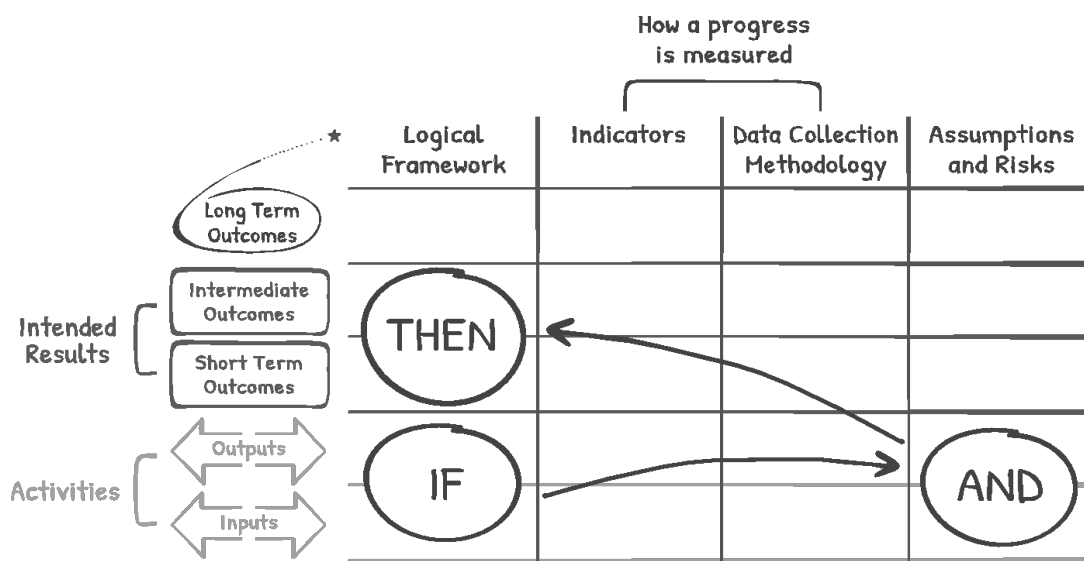 How a progress
is measured
Logical
Framework
Indicators
Data Collection
Methodology
Assumptions
and Risks
Long Term
Outcomes
Intended
Results
Intermediate
Outcomes
Short Term
Outcomes
THEN
Activities
Outputs
Inputs
IF
AND